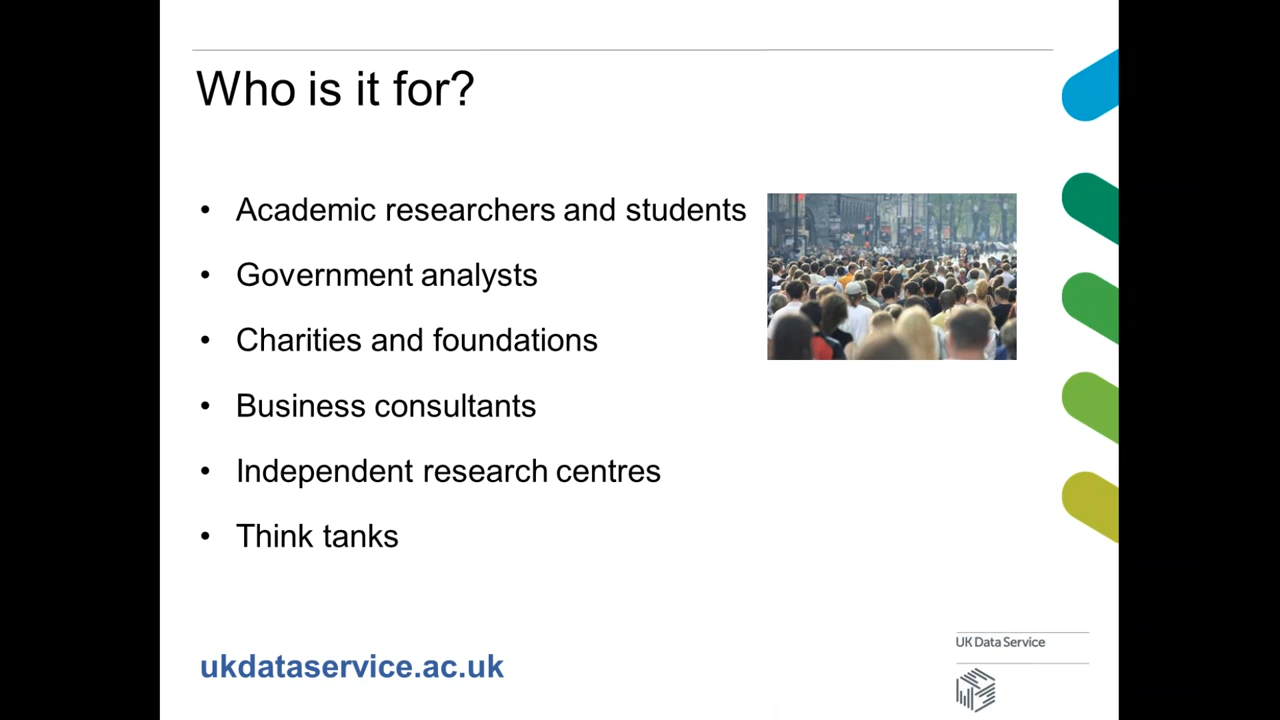 Who is it for?
• Academic researchers and students
• Government analysts
• Charities and foundations
• Business consultants
• Independent research centres
• Think tanks
ukdataservice.ac.uk
UK Data Service